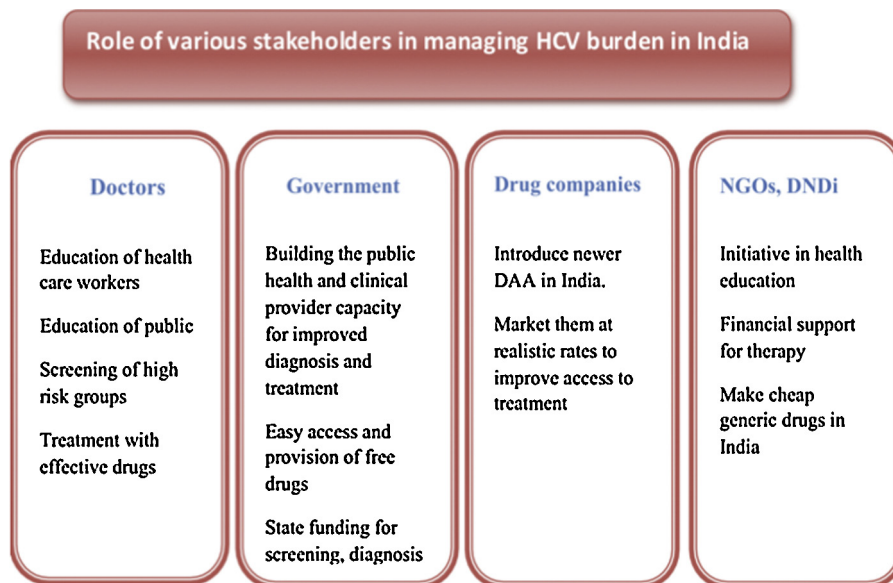 Role of various stakeholders in managing HCV burden in India
Doctors
Education of health
care workers
Education of public
Screening of high
risk groups
Treatment with
effective drugs
Government
Building the public
health and clinical
provider capacity
for improved
diagnosis and
treatment
Easy access and
provision of free
drugs
State funding for
screening, diagnosis
Drug companies
Introduce newer
DAA in India.
Market them at
realistic rates to
improve access to
treatment
NGOs, DNDi
Initiative in health
education
Financial support
for therapy
Make cheap
generic drugs in
India